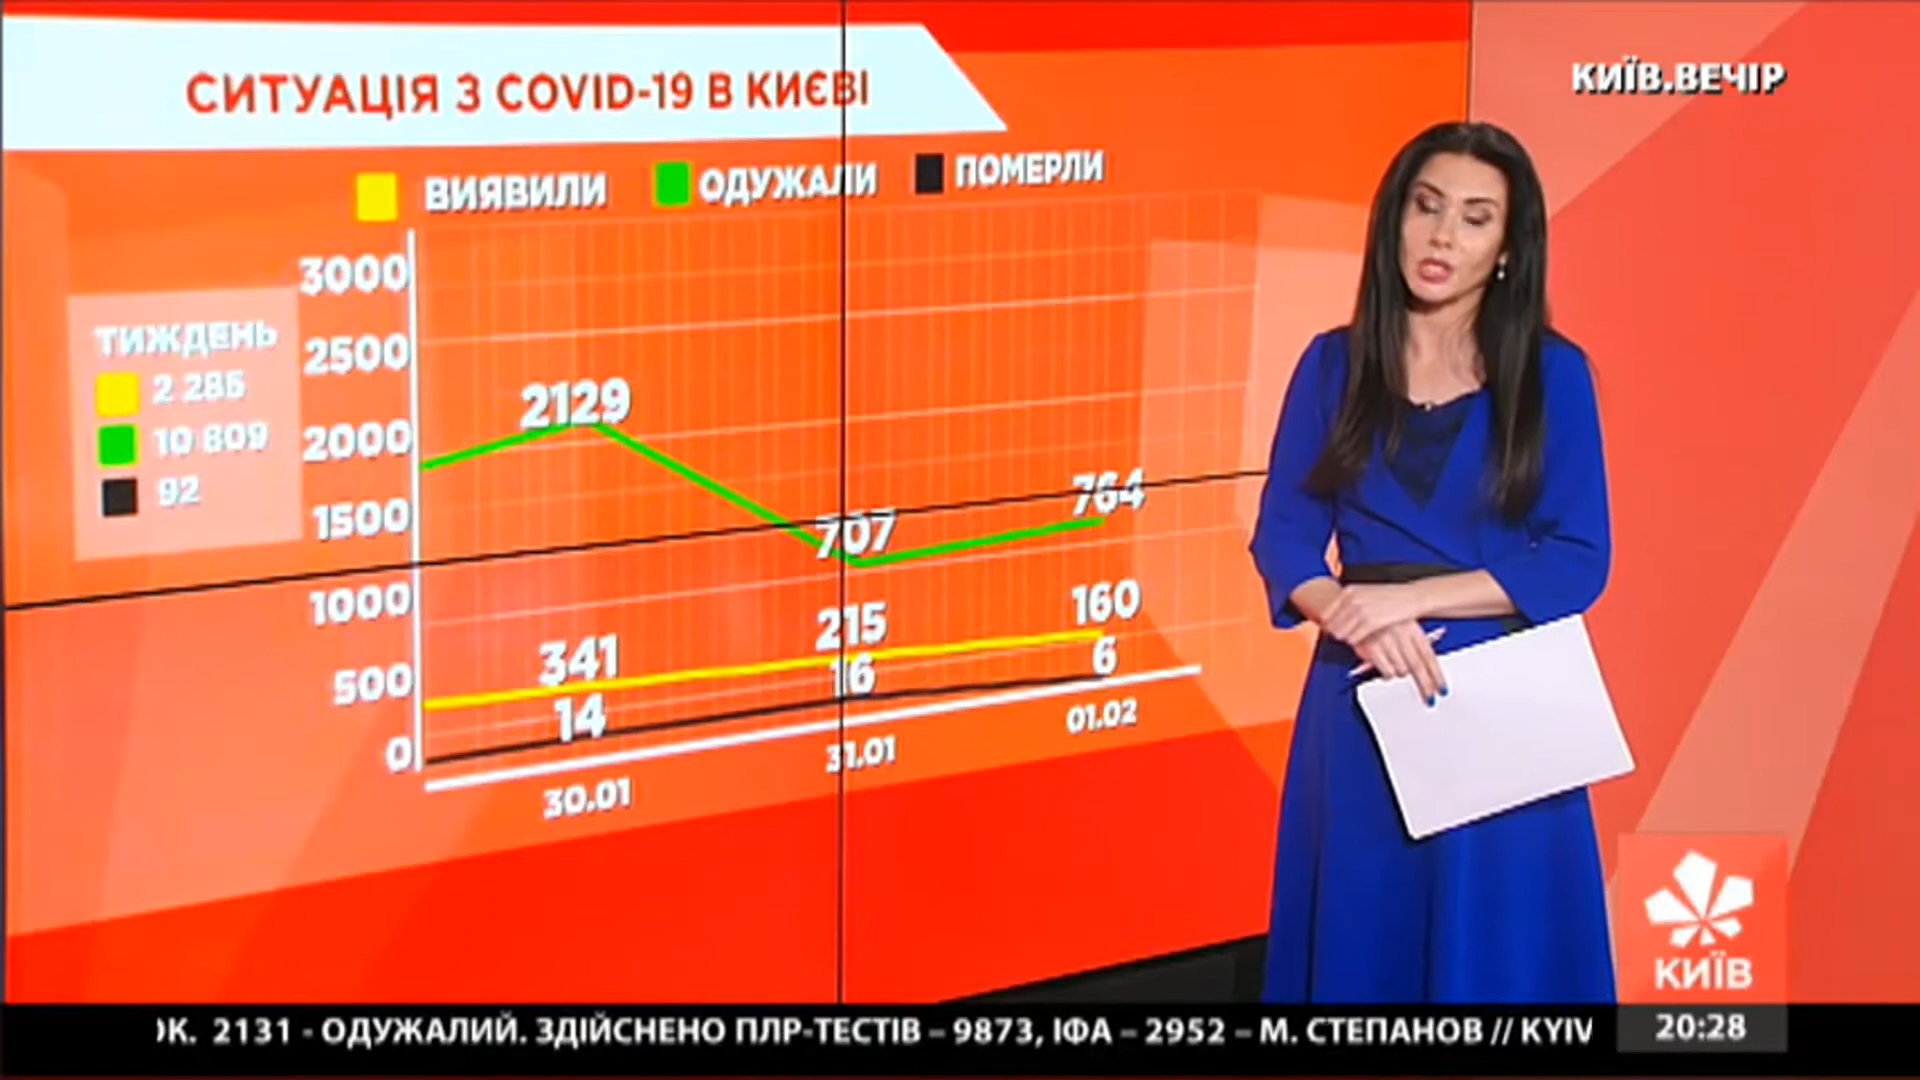 СИТУАЦІЯ З COVID-19 В КИЄВІ
КИЇВ.ВЕЧІР
ВИЯВИЛИ
ОДУЖАЛИ
ПОМЕРЛИ
3000
2500
2000
1500
1000
500
0
ТИЖДЕНЬ
2 285
10 809
92
2129
707
764
341
215
160
14
16
6
30.01
31.01
01.02
КИЇВ
2131 - ОДУЖАЛИЙ. ЗДІЙСНЕНО ПЛР-ТЕСТІВ – 9873, ІФА – 2952 – М. СТЕПАНОВ // KYIV
20:28